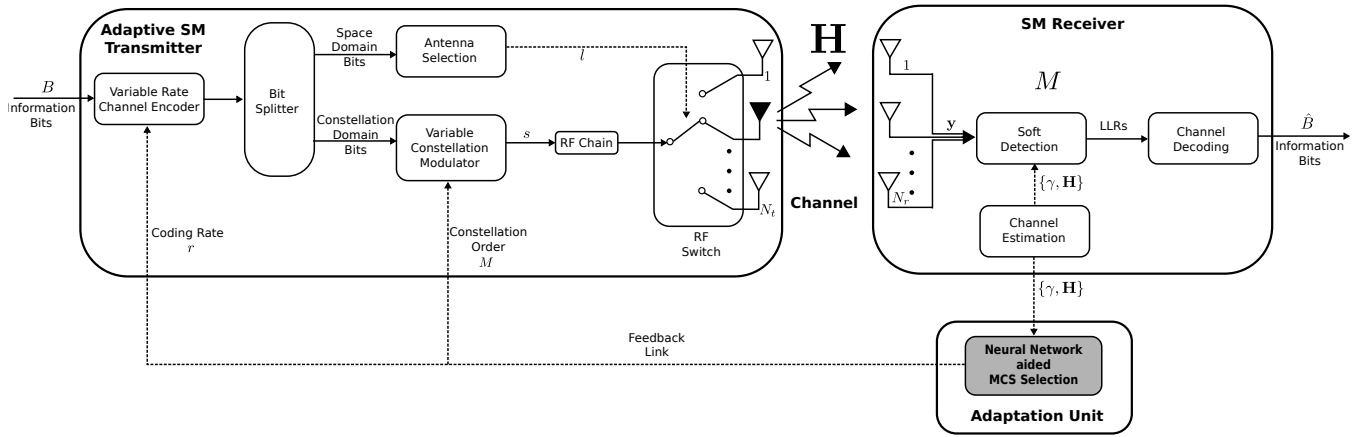 Adaptive SM
Transmitter
B
Information
Bits
Variable Rate
Channel Encoder
Bit
Splitter
Space
Domain
Bits
Antenna
Selection
l
Constellation
Domain
Bits
Variable
Constellation
Modulator
s
RF Chain
1
N_t
RF
Switch
Coding Rate
r
Constellation
Order
M
H
Channel
SM Receiver
1
N_r
y
M
Soft
Detection
LLRs
Channel
Decoding
B̂
Information
Bits
{γ, H}
Channel
Estimation
{γ, H}
Feedback
Link
Neural Network
aided
MCS Selection
Adaptation Unit